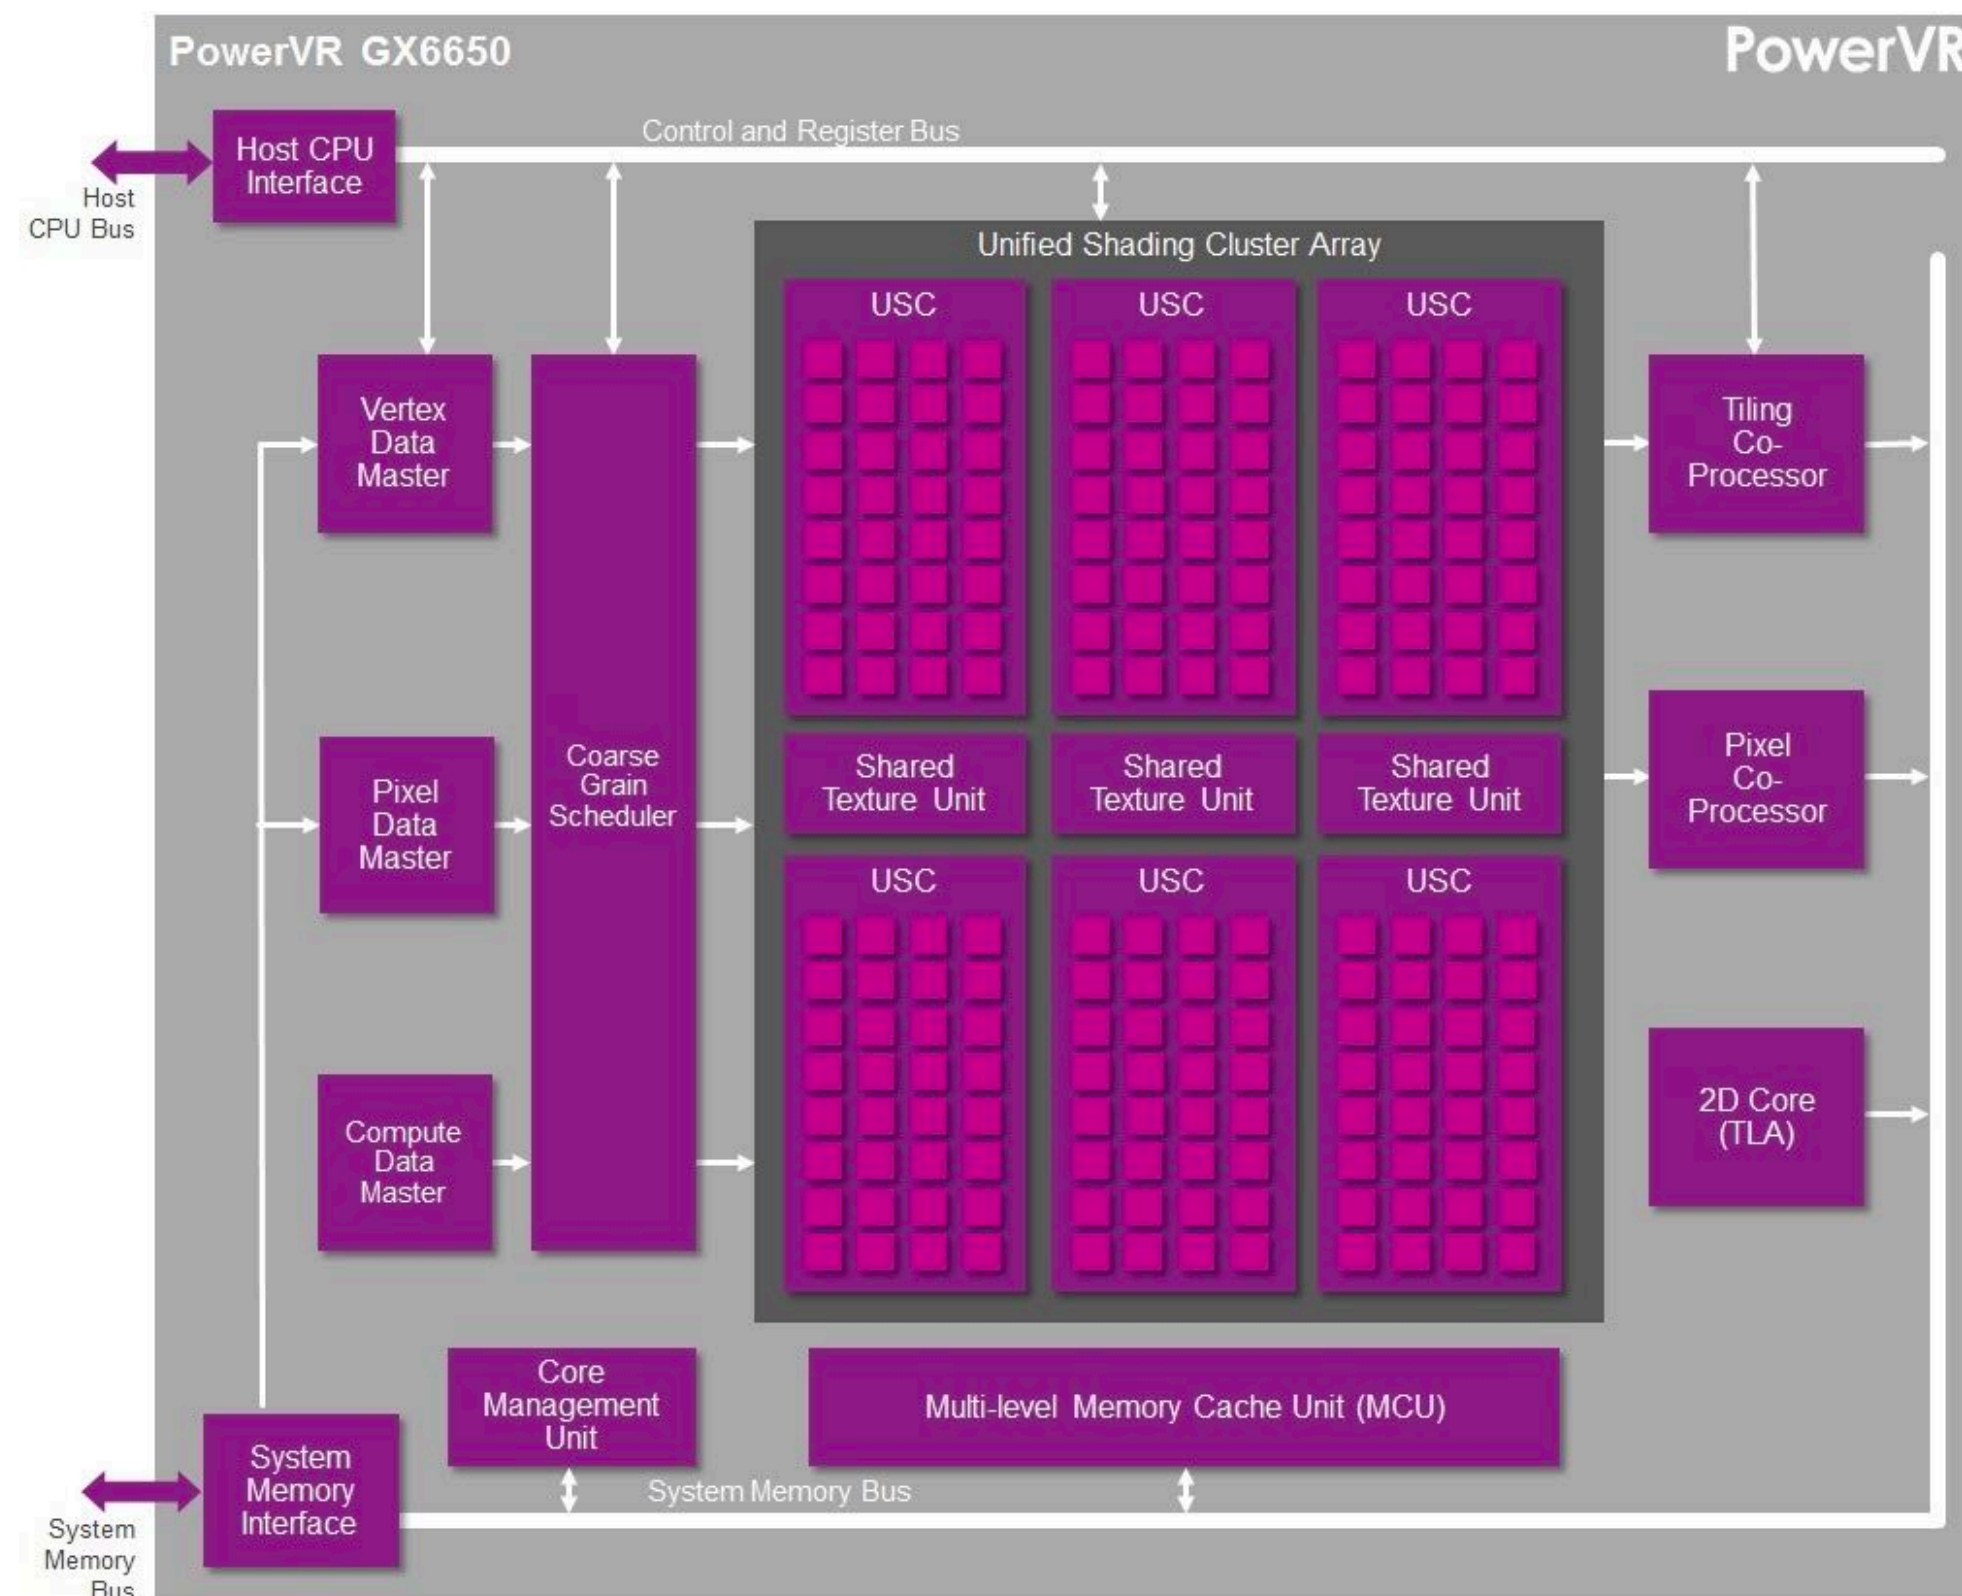 PowerVR GX6650
PowerVR
Control and Register Bus
Host CPU
Interface
Host
CPU Bus
Unified Shading Cluster Array
USC
USC
USC
Vertex
Data
Master
Tiling
Co-
Processor
Coarse
Grain
Scheduler
Shared
Texture Unit
Shared
Texture Unit
Shared
Texture Unit
Pixel
Co-
Processor
Pixel
Data
Master
USC
USC
USC
Compute
Data
Master
2D Core
(TLA)
Core
Management
Unit
Multi-level Memory Cache Unit (MCU)
System
Memory
Interface
System Memory Bus
System
Memory
Bus